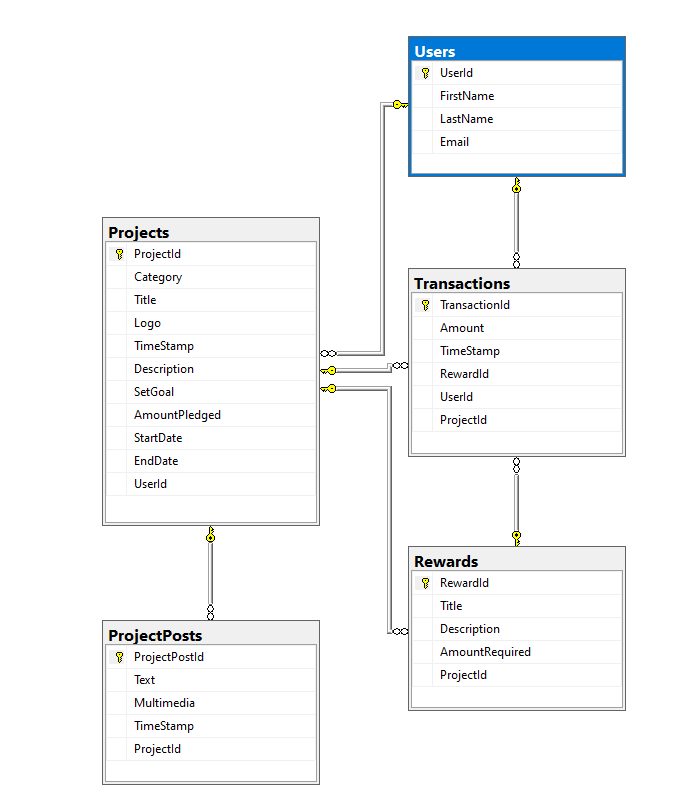 Users
UserId
FirstName
LastName
Email
Projects
ProjectId
Category
Title
Logo
TimeStamp
Description
SetGoal
AmountPledged
StartDate
EndDate
UserId
Transactions
TransactionId
Amount
TimeStamp
RewardId
UserId
ProjectId
Rewards
RewardId
Title
Description
AmountRequired
ProjectId
ProjectPosts
ProjectPostId
Text
Multimedia
TimeStamp
ProjectId